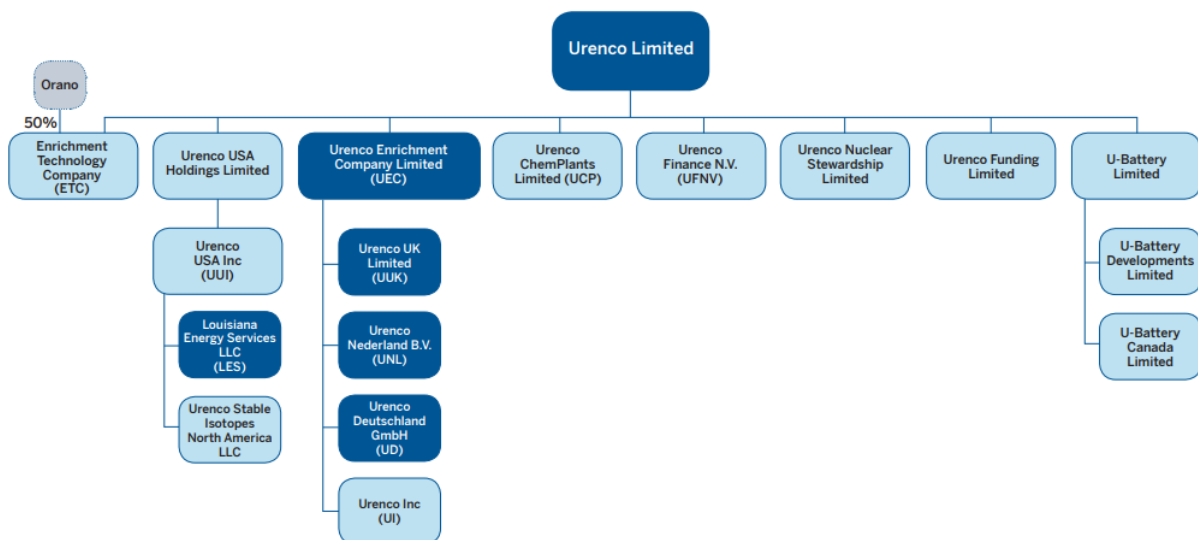 Urenco Limited
Orano
50%
Enrichment
Technology
Company
(ETC)
Urenco USA
Holdings Limited
Urenco Enrichment
Company Limited
(UEC)
Urenco
ChemPlants
Limited (UCP)
Urenco
Finance N.V.
(UFNV)
Urenco Nuclear
Stewardship
Limited
Urenco Funding
Limited
U-Battery
Limited
Urenco
USA Inc
(UUI)
Louisiana
Energy Services
LLC
(LES)
Urenco Stable
Isotopes
North America
LLC
Urenco UK
Limited
(UUK)
Urenco
Nederland B.V.
(UNL)
Urenco
Deutschland
GmbH
(UD)
Urenco Inc
(UI)
U-Battery
Developments
Limited
U-Battery
Canada
Limited